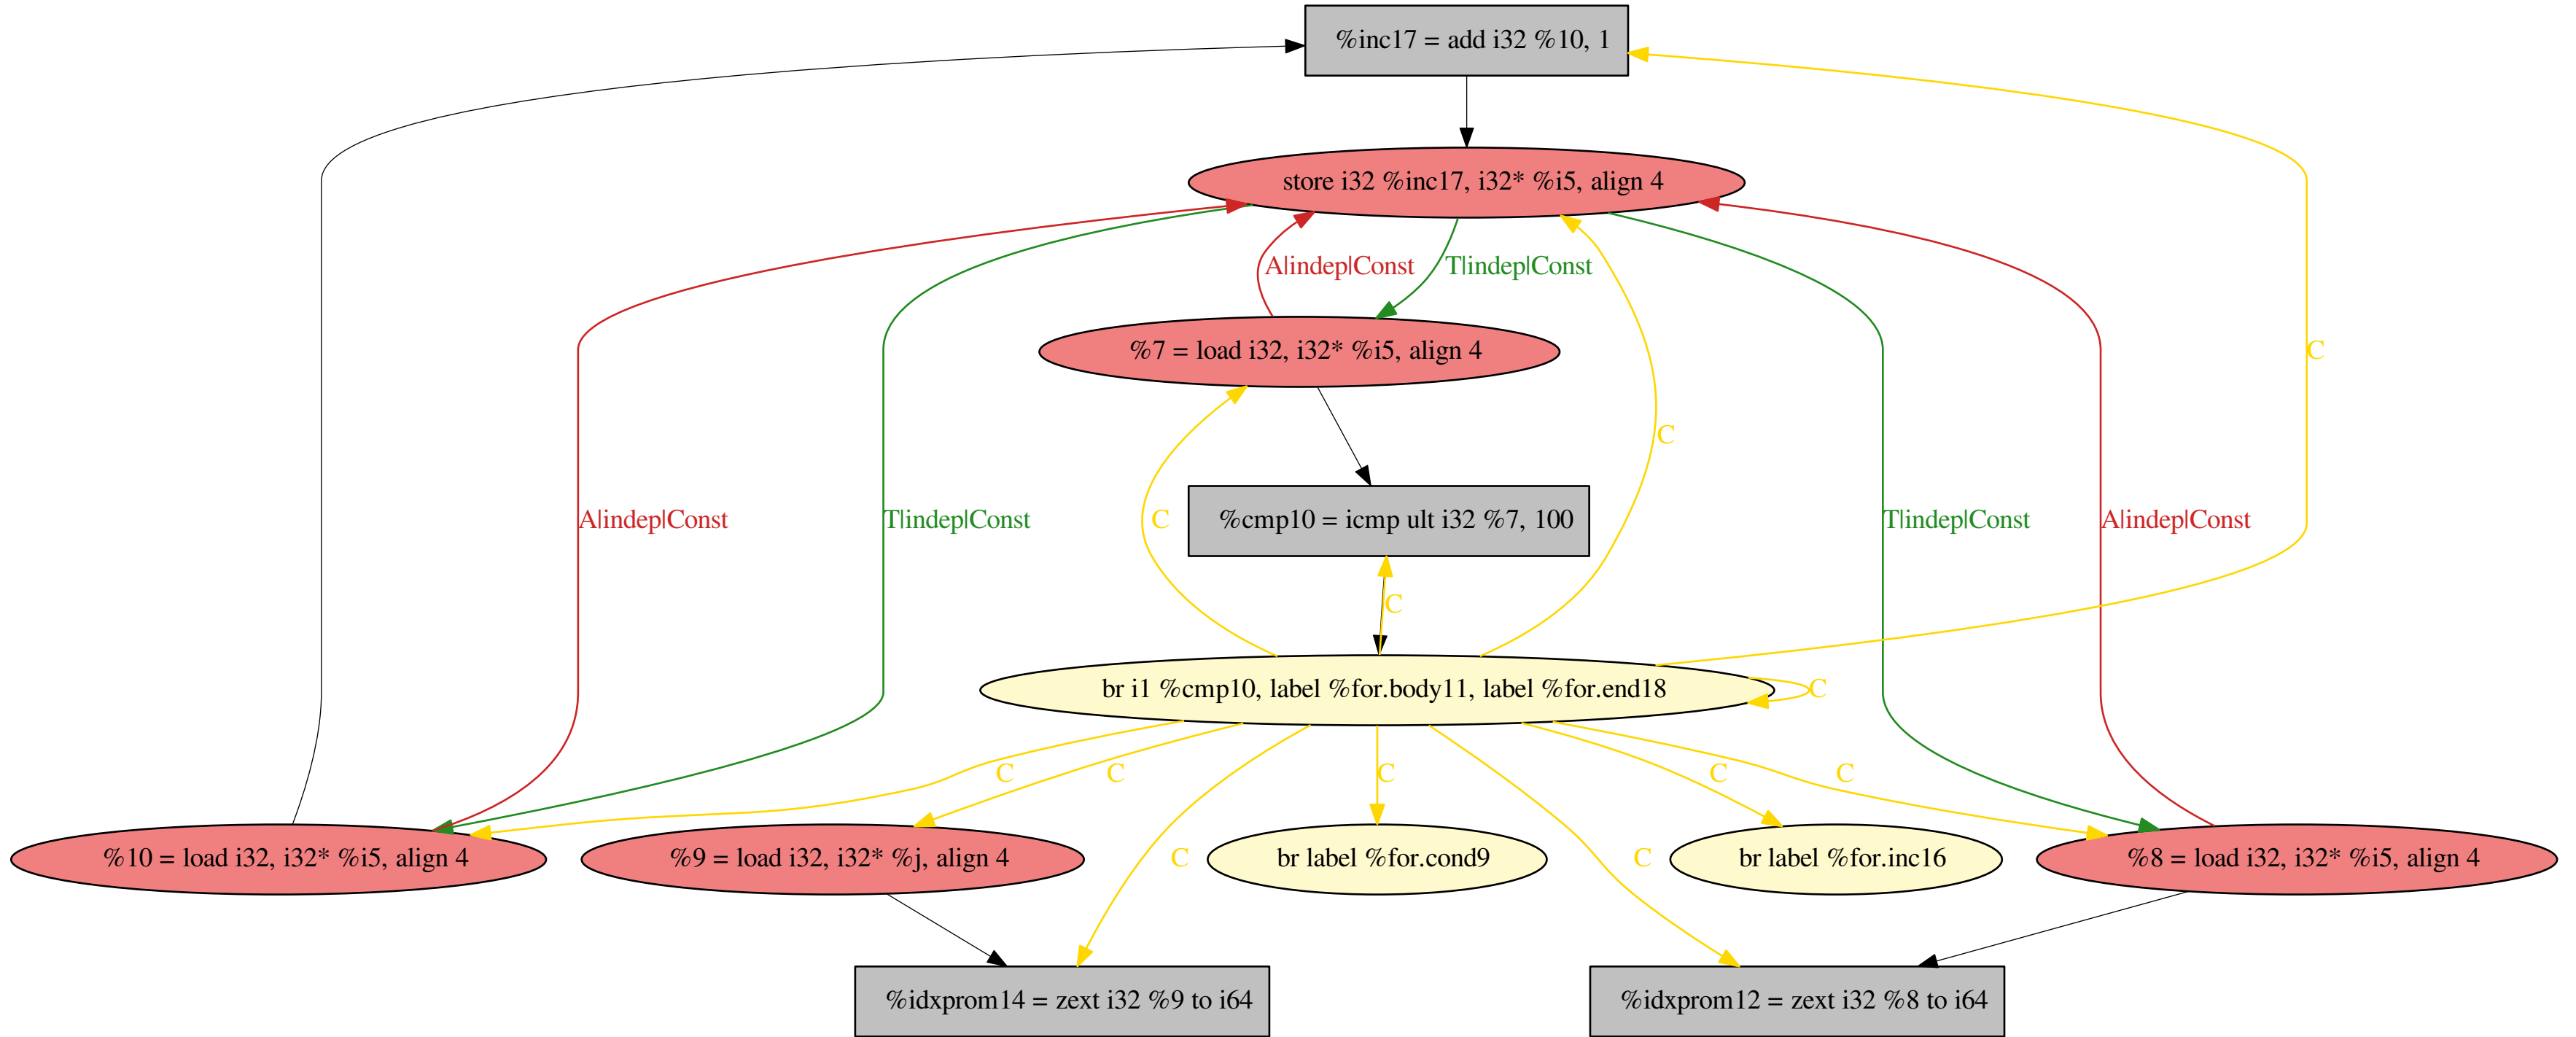 %inc17 = add i32 %10, 1
store i32 %inc17, i32* %i5, align 4
A|indep|Const
T|indep|Const
%7 = load i32, i32* %i5, align 4
C
C
A|indep|Const
T|indep|Const
C
%cmp10 = icmp ult i32 %7, 100
T|indep|Const
A|indep|Const
C
br i1 %cmp10, label %for.body11, label %for.end18
C
C
C
C
C
C
%10 = load i32, i32* %i5, align 4
%9 = load i32, i32* %j, align 4
C
br label %for.cond9
C
br label %for.inc16
%8 = load i32, i32* %i5, align 4
%idxprom14 = zext i32 %9 to i64
%idxprom12 = zext i32 %8 to i64